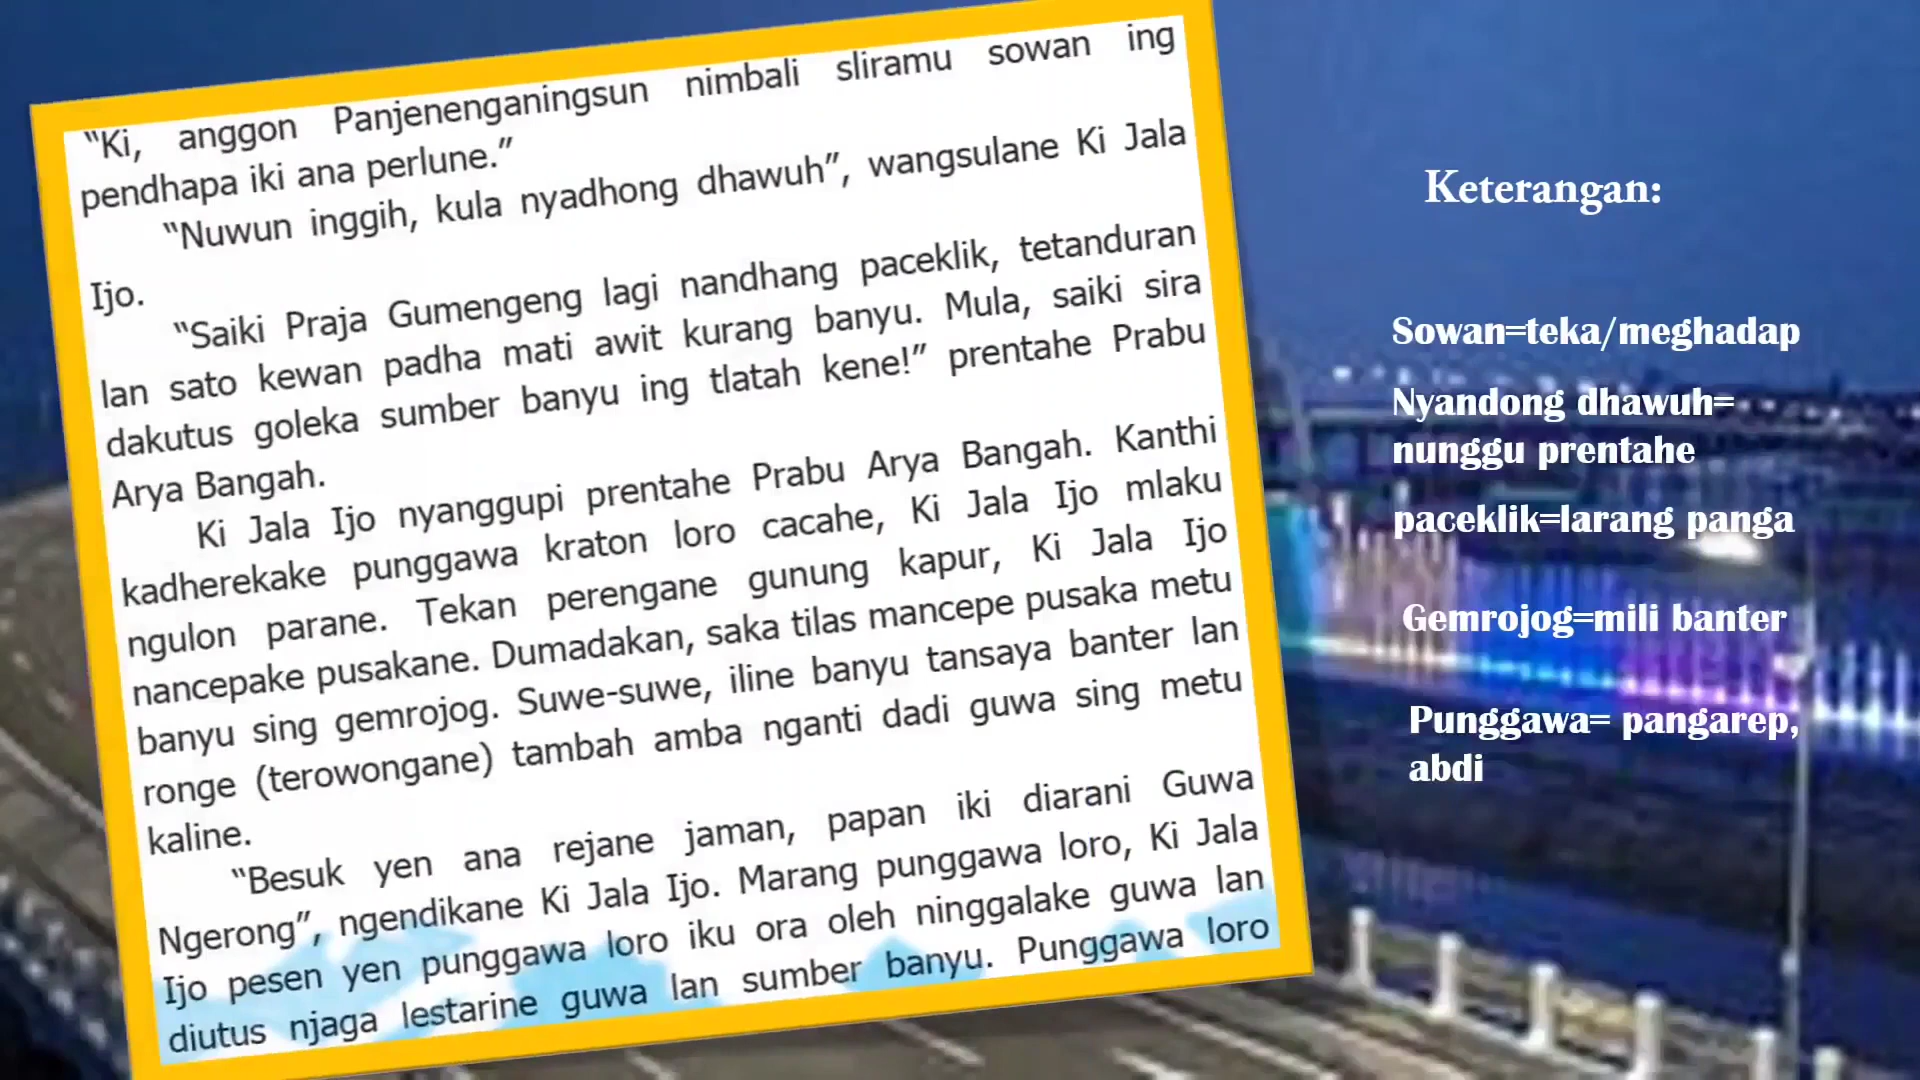 “Ki, anggon Panjenenganingsun nimbali sliramu sowan ing
pendhapa iki ana perlune.”
“Nuwun inggih, kula nyadhong dhawuh”, wangsulane Ki Jala
Ijo.
“Saiki Praja Gumengeng lagi nandhang paceklik, tetanduran
lan sato kewan padha mati awit kurang banyu. Mula, saiki sira
dakutus goleka sumber banyu ing tlatah kene!” prentahe Prabu
Arya Bangah.
Ki Jala Ijo nyanggupi prentahe Prabu Arya Bangah. Kanthi
kadherekake punggawa kraton loro cacahe, Ki Jala Ijo mlaku
ngulon parane. Tekan perengane gunung kapur, Ki Jala Ijo
nancepake pusakane. Dumadakan, saka tilas mancepe pusaka metu
banyu sing gemrojog. Suwe-suwe, iline banyu tansaya banter lan
ronge (terowongane) tambah amba nganti dadi guwa sing metu
kaline.
“Besuk yen ana rejane jaman, papan iki diarani Guwa
Ngerong”, ngendikane Ki Jala Ijo. Marang punggawa loro, Ki Jala
Ijo pesen yen punggawa loro iku ora oleh ninggalake guwa lan
diutus njaga lestarine guwa lan sumber banyu. Punggawa loro
Keterangan:
Sowan=teka/meghadap
Nyandong dhawuh=
nunggu prentahe
paceklik=larang panga
Gemrojog=mili banter
Punggawa= pangarep,
abdi